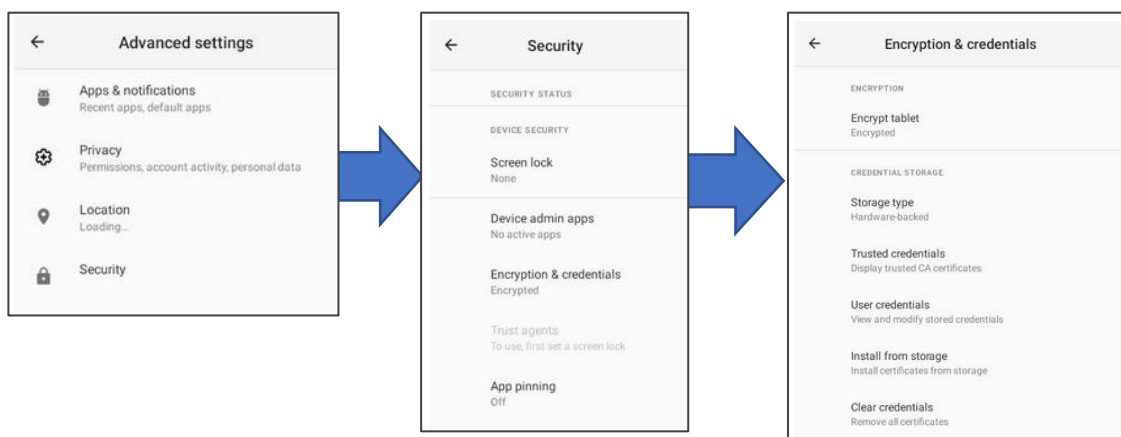 Advanced settings
Apps & notifications
Recent apps, default apps
Privacy
Permissions, account activity, personal data
Location
Loading...
Security
Security
SECURITY STATUS
DEVICE SECURITY
Screen lock
None
Device admin apps
No active apps
Encryption & credentials
Encrypted
Trust agents
To use, first set a screen lock
App pinning
Off
Encryption & credentials
ENCRYPTION
Encrypt tablet
Encrypted
CREDENTIAL STORAGE
Storage type
Hardware-backed
Trusted credentials
Display trusted CA certificates
User credentials
View and modify stored credentials
Install from storage
Install certificates from storage
Clear credentials
Remove all certificates